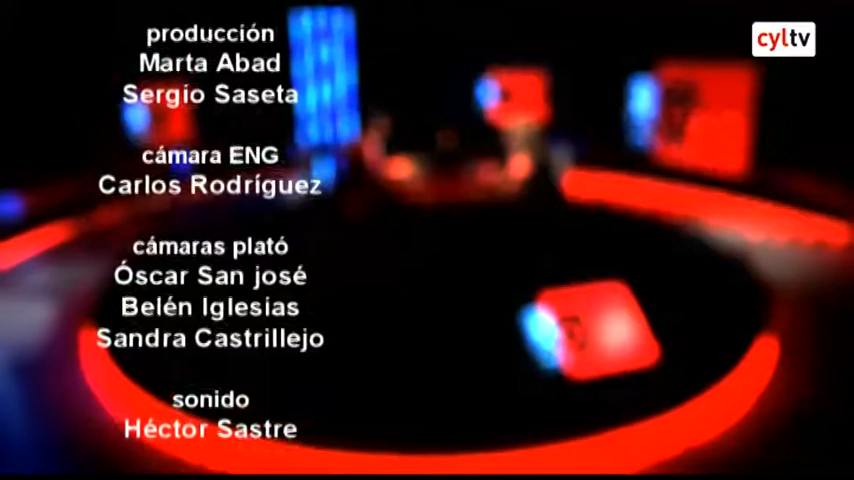 producción
Marta Abad
Sergio Saseta
cámara ENG
Carlos Rodríguez
cámaras plató
Óscar San josé
Belén Iglesias
Sandra Castrillejo
sonido
Héctor Sastre
cyltv